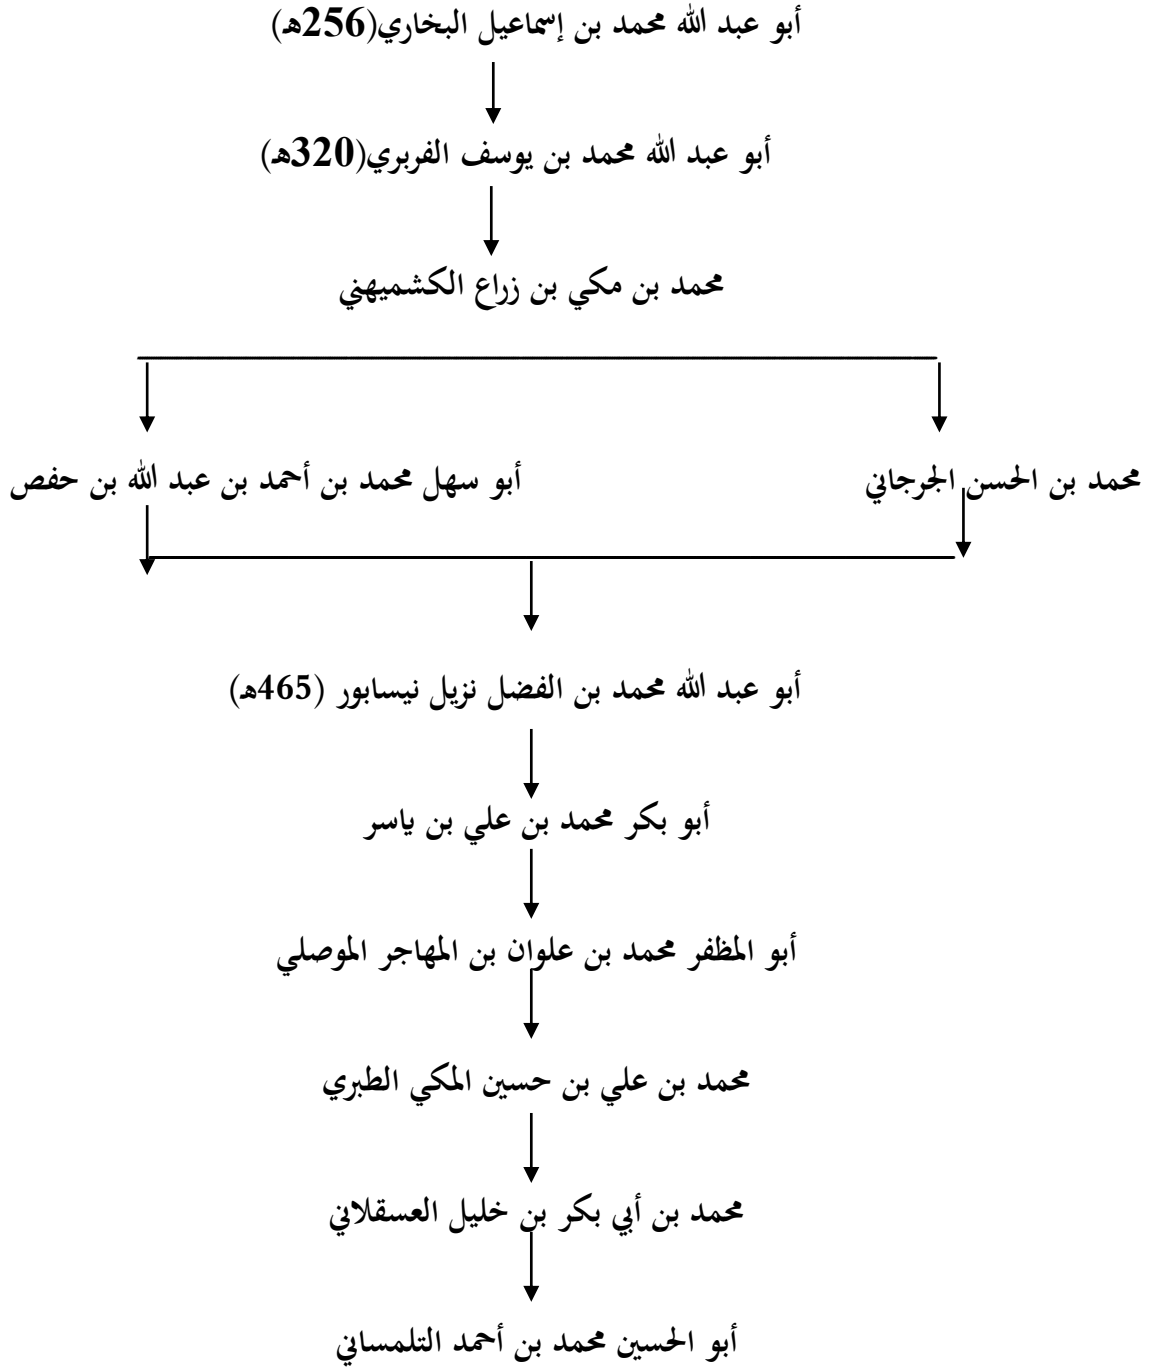 أبو عبد الله محمد بن إسماعيل البخاري(256هـ)
أبو عبد الله محمد بن يوسف الفربري(320هـ)
محمد بن مكي بن زراع الكشميهني
محمد بن الحسن الجرجاني
أبو سهل محمد بن أحمد بن عبد الله بن حفص
أبو عبد الله محمد بن الفضل نزيل نيسابور (465هـ)
أبو بكر محمد بن علي بن ياسر
أبو المظفر محمد بن علوان بن المهاجر الموصلي
محمد بن علي بن حسين المكي الطبري
محمد بن أبي بكر بن خليل العسقلاني
أبو الحسين محمد بن أحمد التلمساني